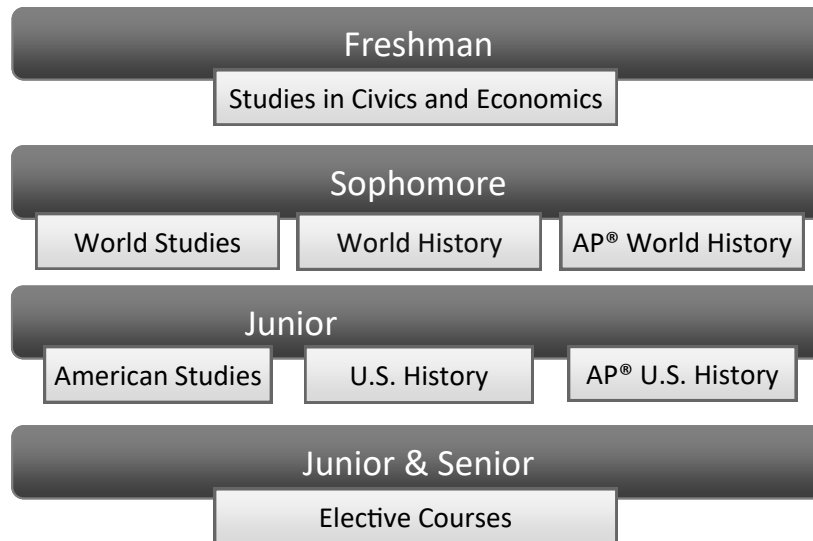 Freshman
Studies in Civics and Economics
Sophomore
World Studies
World History
AP® World History
Junior
American Studies
U.S. History
AP® U.S. History
Junior & Senior
Elective Courses